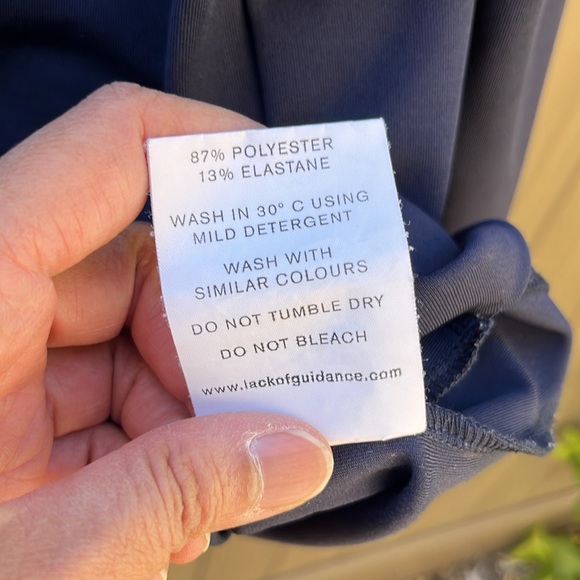 87% POLYESTER
13% ELASTANE
WASH IN 30° C USING
MILD DETERGENT
WASH WITH
SIMILAR COLOURS
DO NOT TUMBLE DRY
DO NOT BLEACH
www.lackofguidance.com